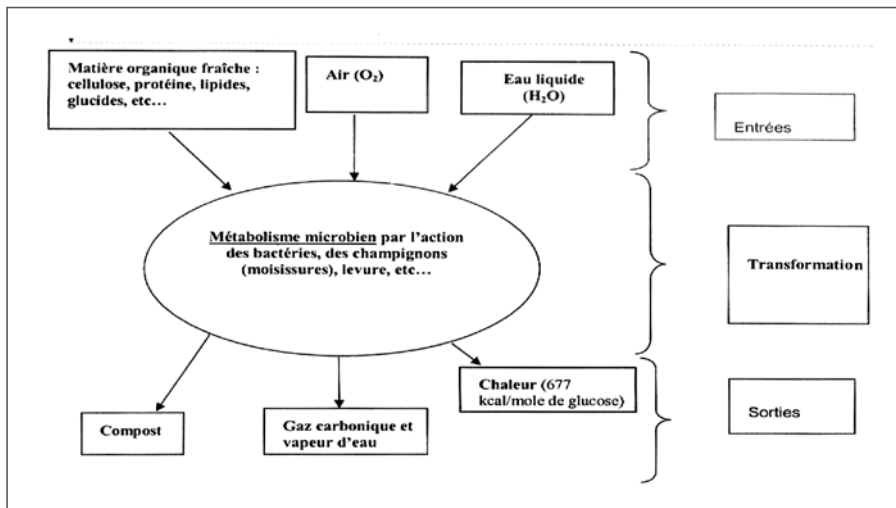 Matière organique fraîche :
cellulose, protéine, lipides,
glucides, etc…
Air (O₂)
Eau liquide
(H₂O)
Entrées
Métabolisme microbien par l'action
des bactéries, des champignons
(moisissures), levure, etc…
Transformation
Chaleur (677
kcal/mole de glucose)
Compost
Gaz carbonique et
vapeur d'eau
Sorties